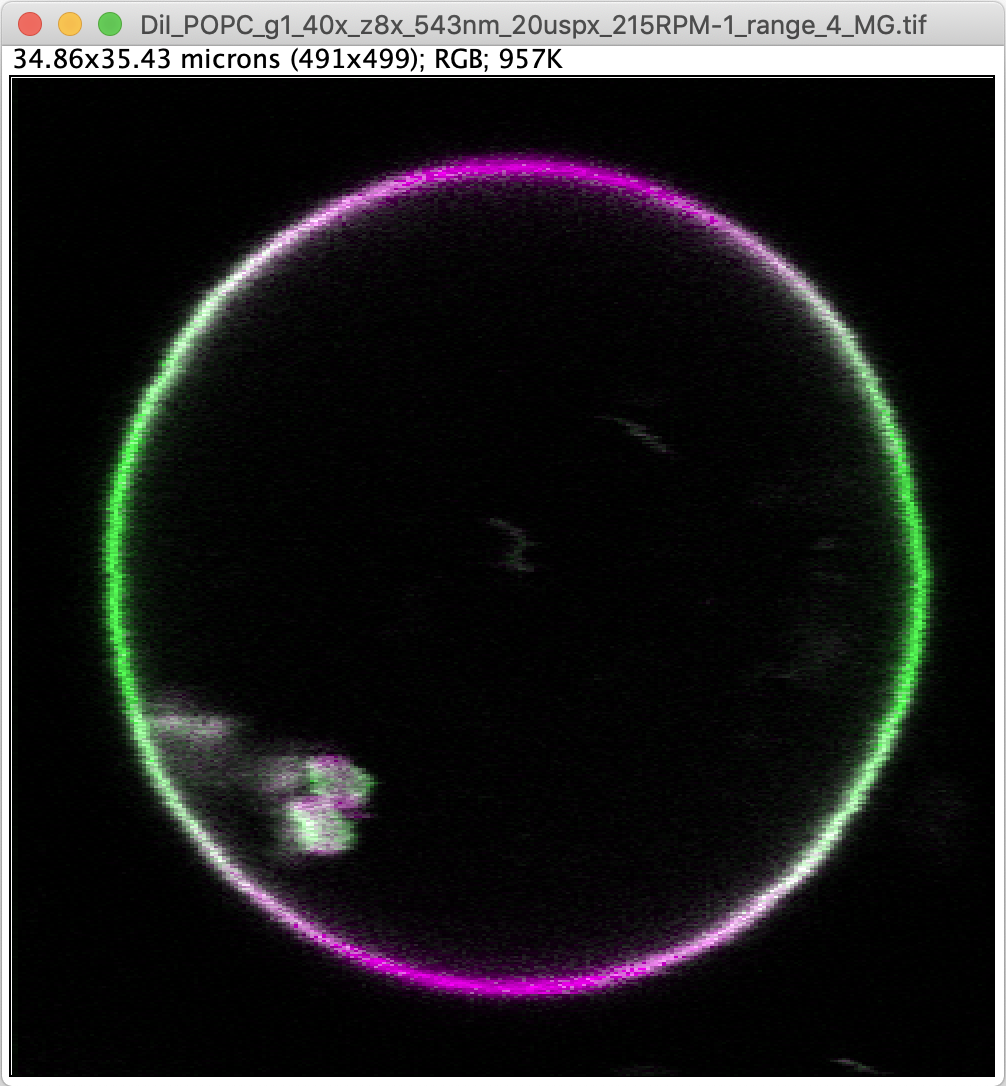 DiI_POPC_g1_40x_z8x_543nm_20uspx_215RPM-1_range_4_MG.tif
34.86x35.43 microns (491x499); RGB; 957K